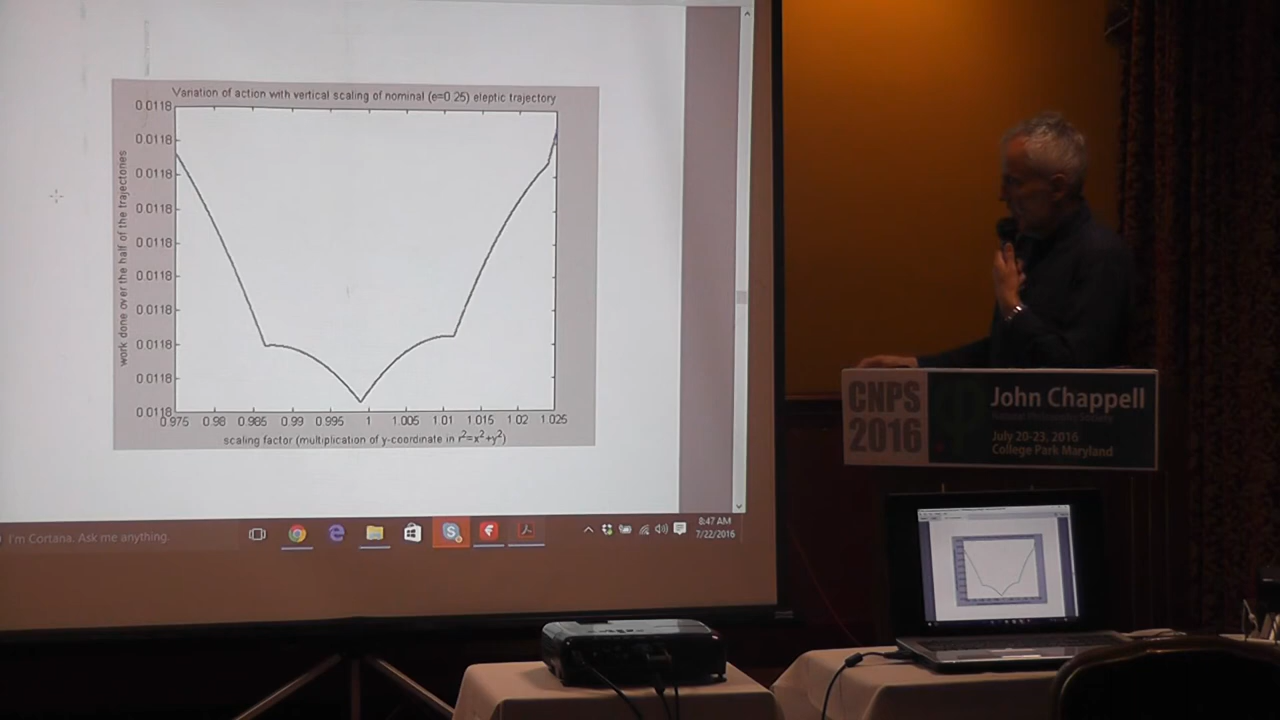 Variation of action with vertical scaling of nominal (e=0.25) eleptic trajectory
work done over the half of the trajectories
0.0118
0.0118
0.0118
0.0118
0.0118
0.0118
0.0118
0.0118
0.0118
0.0118
0.975 0.98 0.985 0.99 0.995 1 1.005 1.01 1.015 1.02 1.025
scaling factor (multiplication of y-coordinate in r²=x²+y²)
I'm Cortana. Ask me anything.
8:47 AM
7/22/2016
CNPS
2016
John Chappell
Natural Philosophy Society
July 20-23, 2016
College Park Maryland